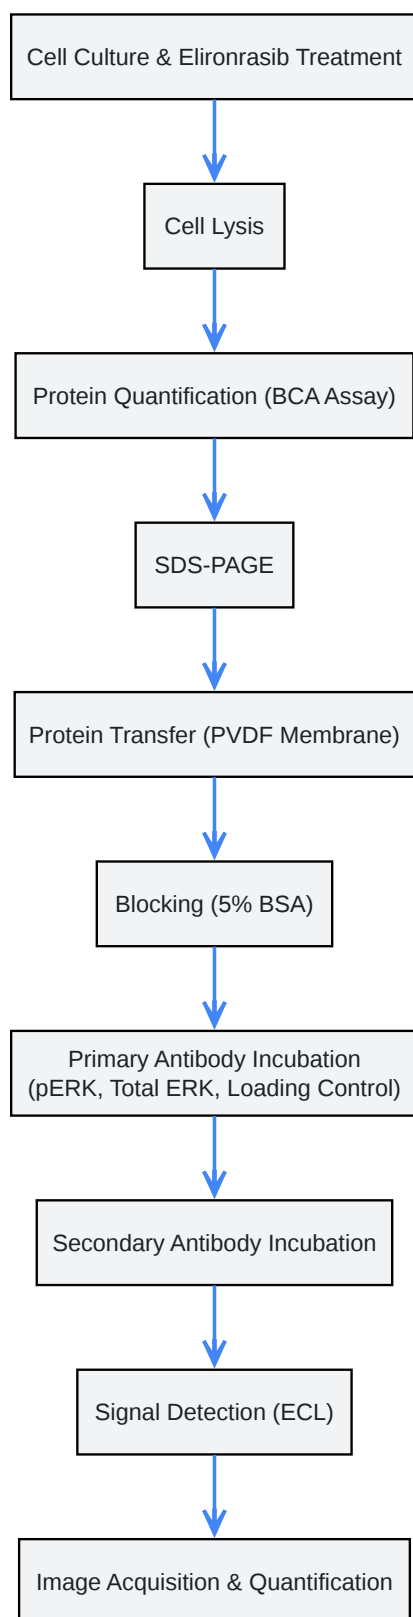 Cell Culture & Elironrasib Treatment
Cell Lysis
Protein Quantification (BCA Assay)
SDS-PAGE
Protein Transfer (PVDF Membrane)
Blocking (5% BSA)
Primary Antibody Incubation
(pERK, Total ERK, Loading Control)
Secondary Antibody Incubation
Signal Detection (ECL)
Image Acquisition & Quantification